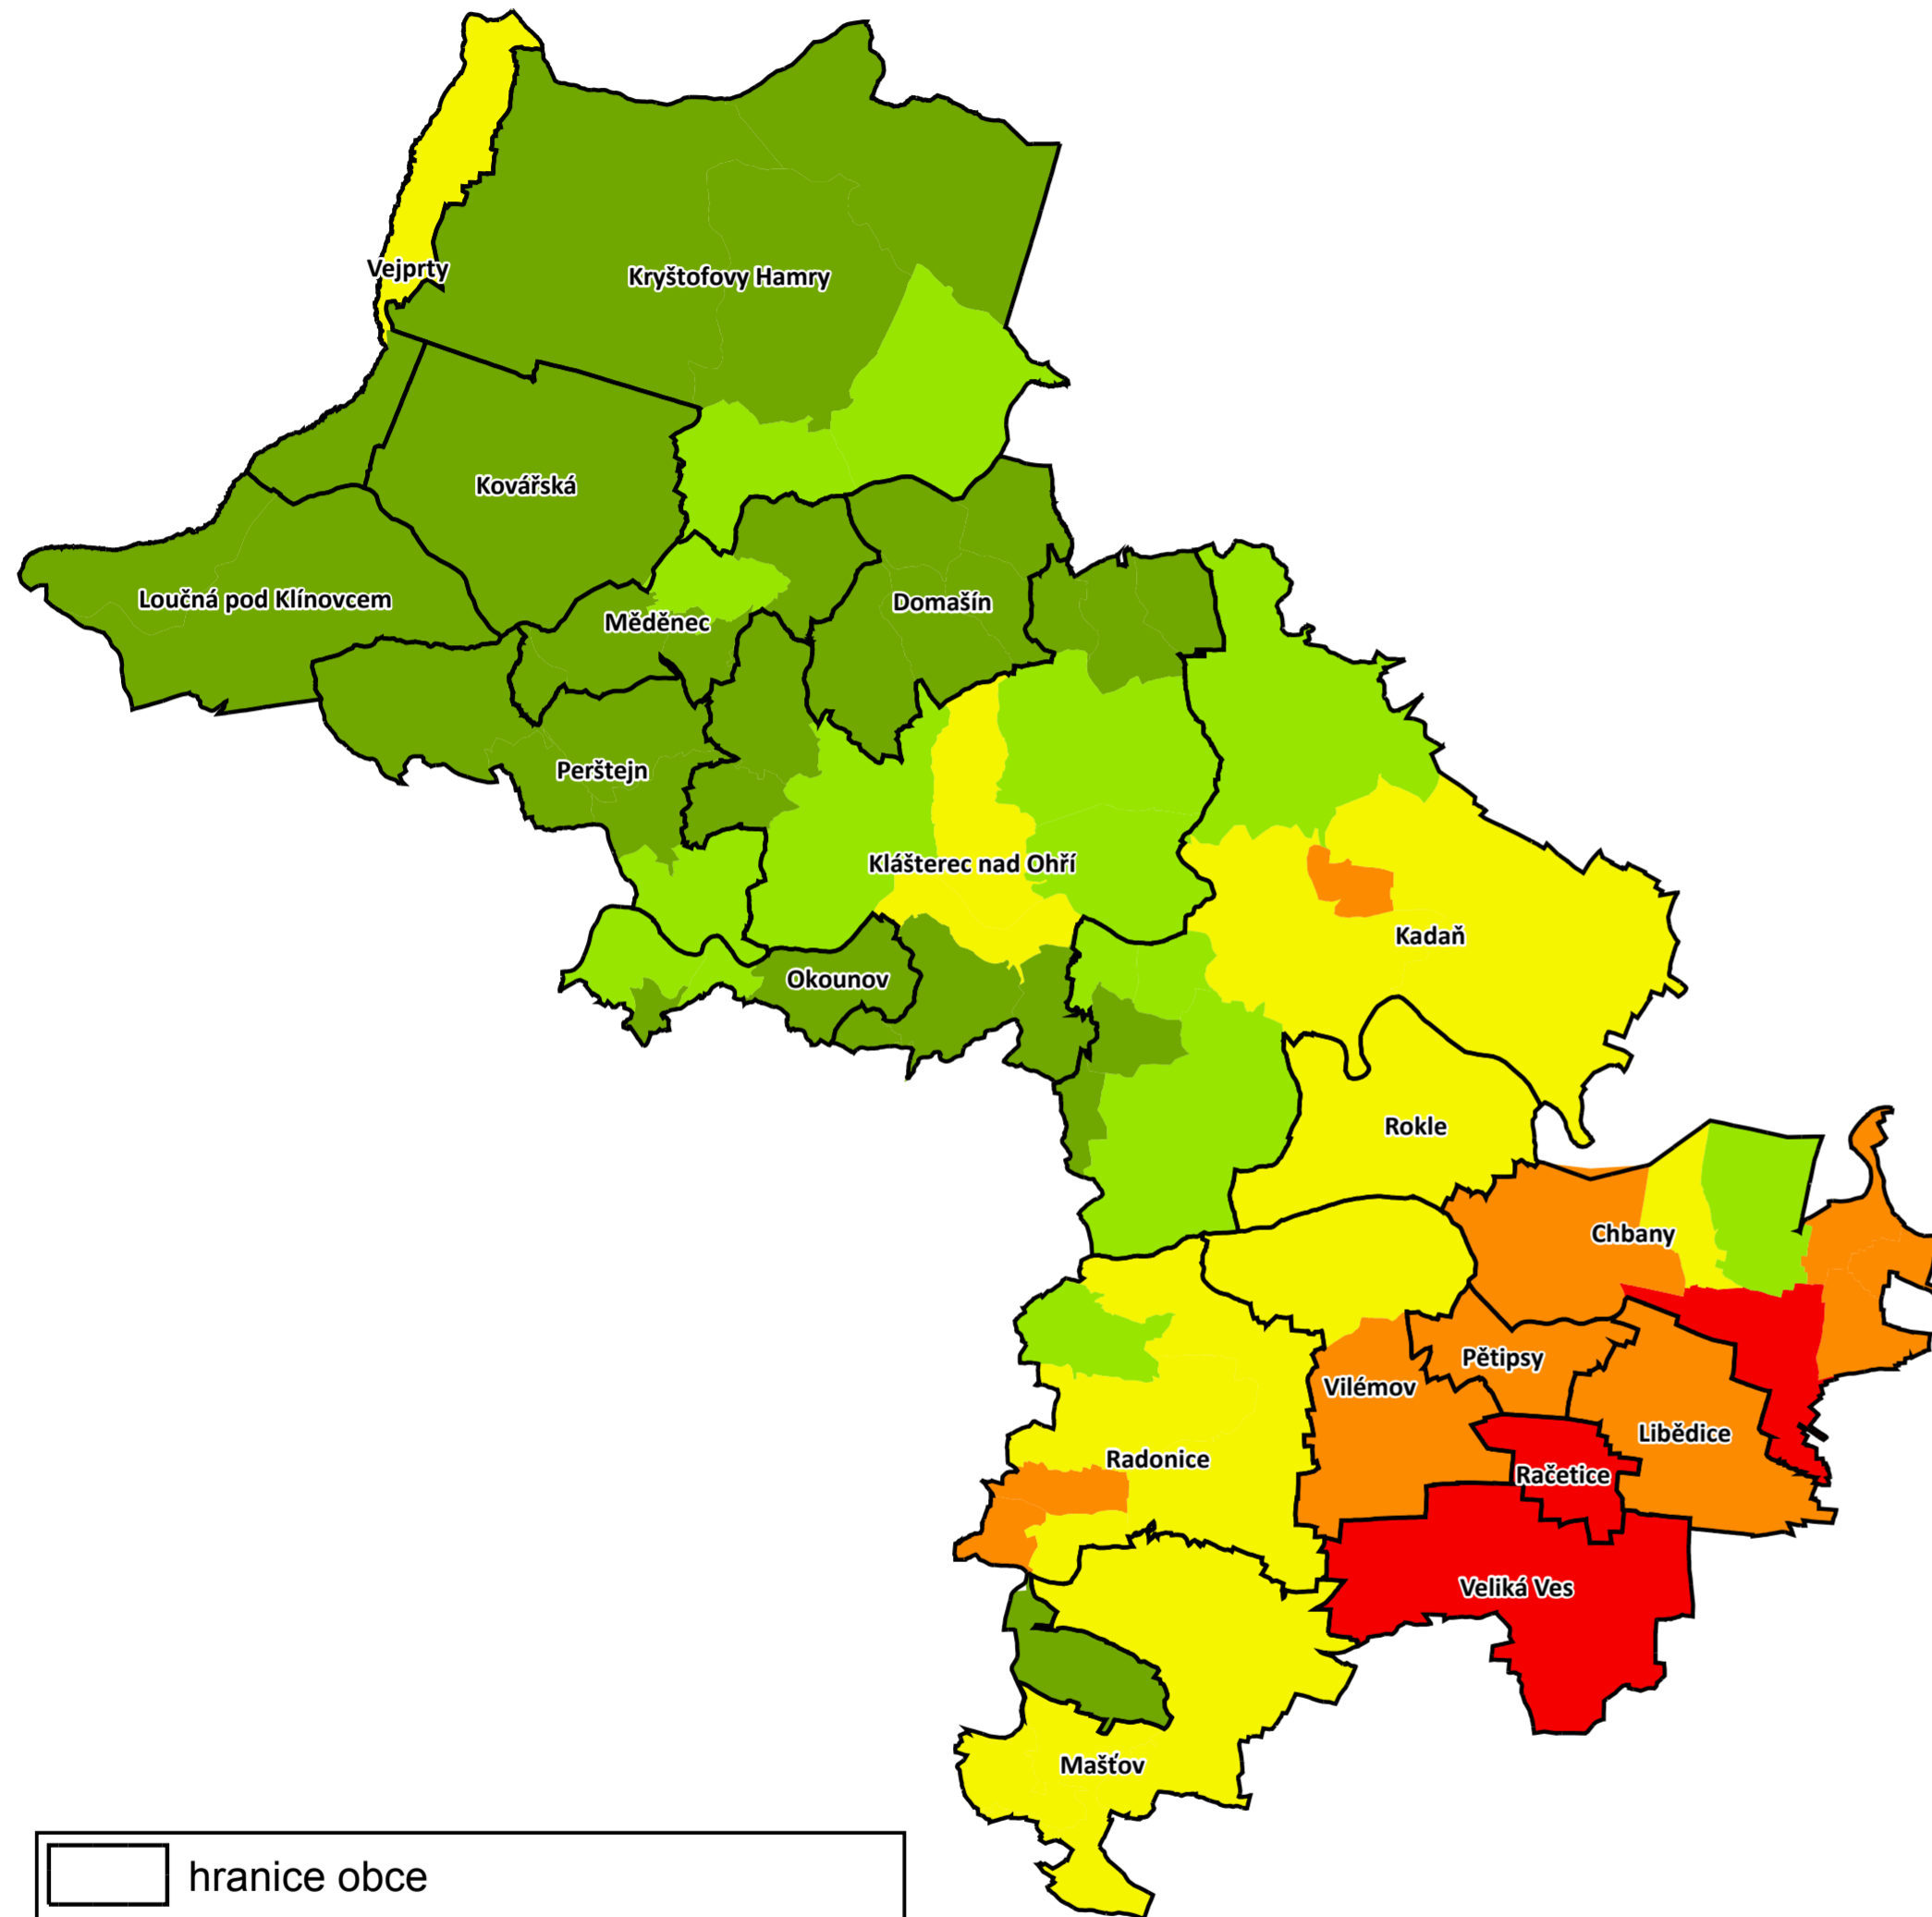 Vejprty
Kryštofovy Hamry
Kovářská
Loučná pod Klínovcem
Domašín
Měděnec
Perštejn
Klášterec nad Ohří
Kadaň
Okounov
Rokle
Chbany
Pětipsy
Vilémov
Libědice
Radonice
Račetice
Veliká Ves
Mašťov
hranice obce